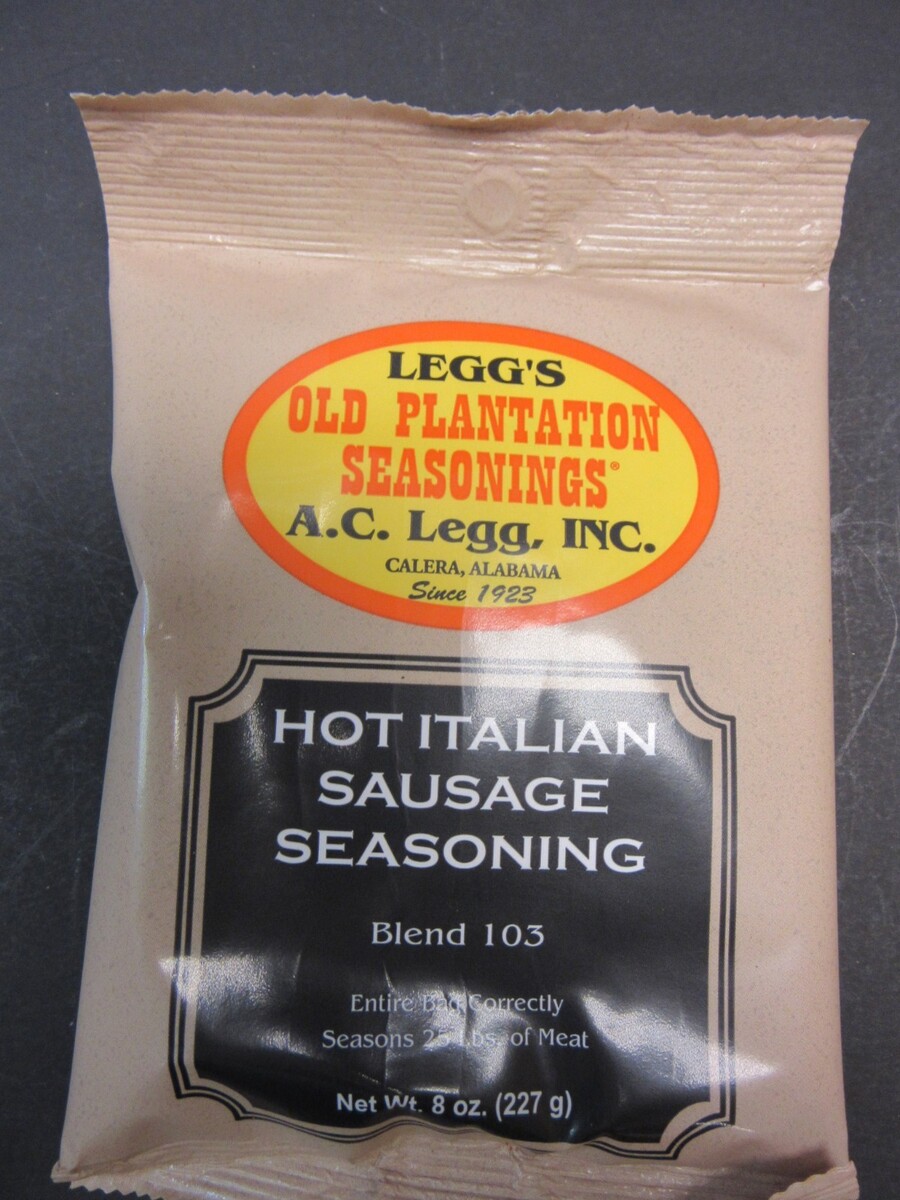 LEGG'S
OLD PLANTATION
SEASONINGS®
A.C. Legg, INC.
CALERA, ALABAMA
Since 1923
HOT ITALIAN
SAUSAGE
SEASONING
Blend 103
Entire Bag Correctly
Seasons 25 Lbs. of Meat
Net Wt. 8 oz. (227 g)